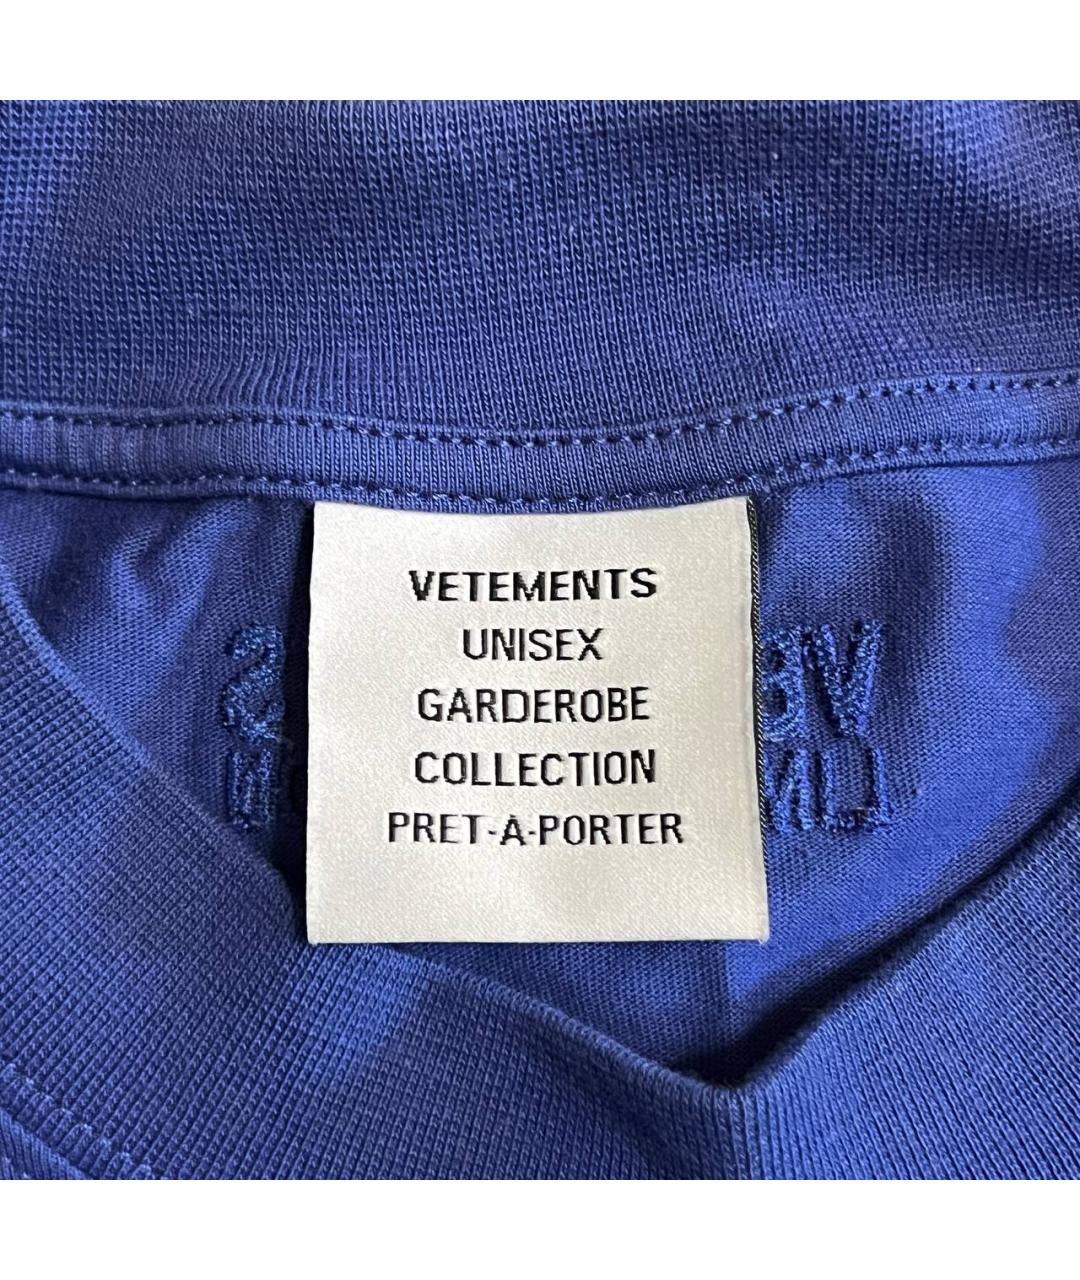 VETEMENTS
UNISEX
GARDEROBE
COLLECTION
PRET-A-PORTER